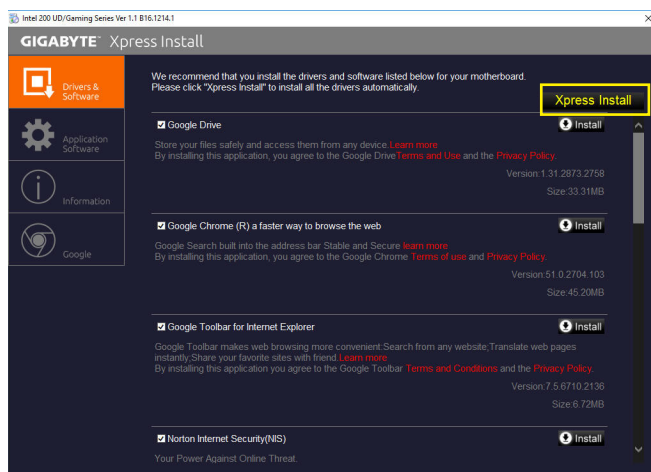 Intel 200 UD/Gaming Series Ver 1.1 B16.1214.1
GIGABYTE™ Xpress Install
Drivers &
Software
Application
Software
Information
Google
We recommend that you install the drivers and software listed below for your motherboard.
Please click "Xpress Install" to install all the drivers automatically.
Xpress Install
Google Drive
Install
Store your files safely and access them from any device.Learn more
By installing this application, you agree to the Google DriveTerms and Use and the Privacy Policy.
Version:1.31.2873.2758
Size:33.31MB
Google Chrome (R) a faster way to browse the web
Install
Google Search built into the address bar Stable and Secure learn more
By installing this application, you agree to the Google Chrome Terms of use and Privacy Policy.
Version:51.0.2704.103
Size:45.20MB
Google Toolbar for Internet Explorer
Install
Google Toolbar makes web browsing more convenient:Search from any website;Translate web pages
instantly;Share your favorite sites with friend.Learn more
By installing this application you agree to the Google Toolbar Terms and Conditions and the Privacy Policy.
Version:7.5.6710.2136
Size:6.72MB
Norton Internet Security(NIS)
Install
Your Power Against Online Threat.